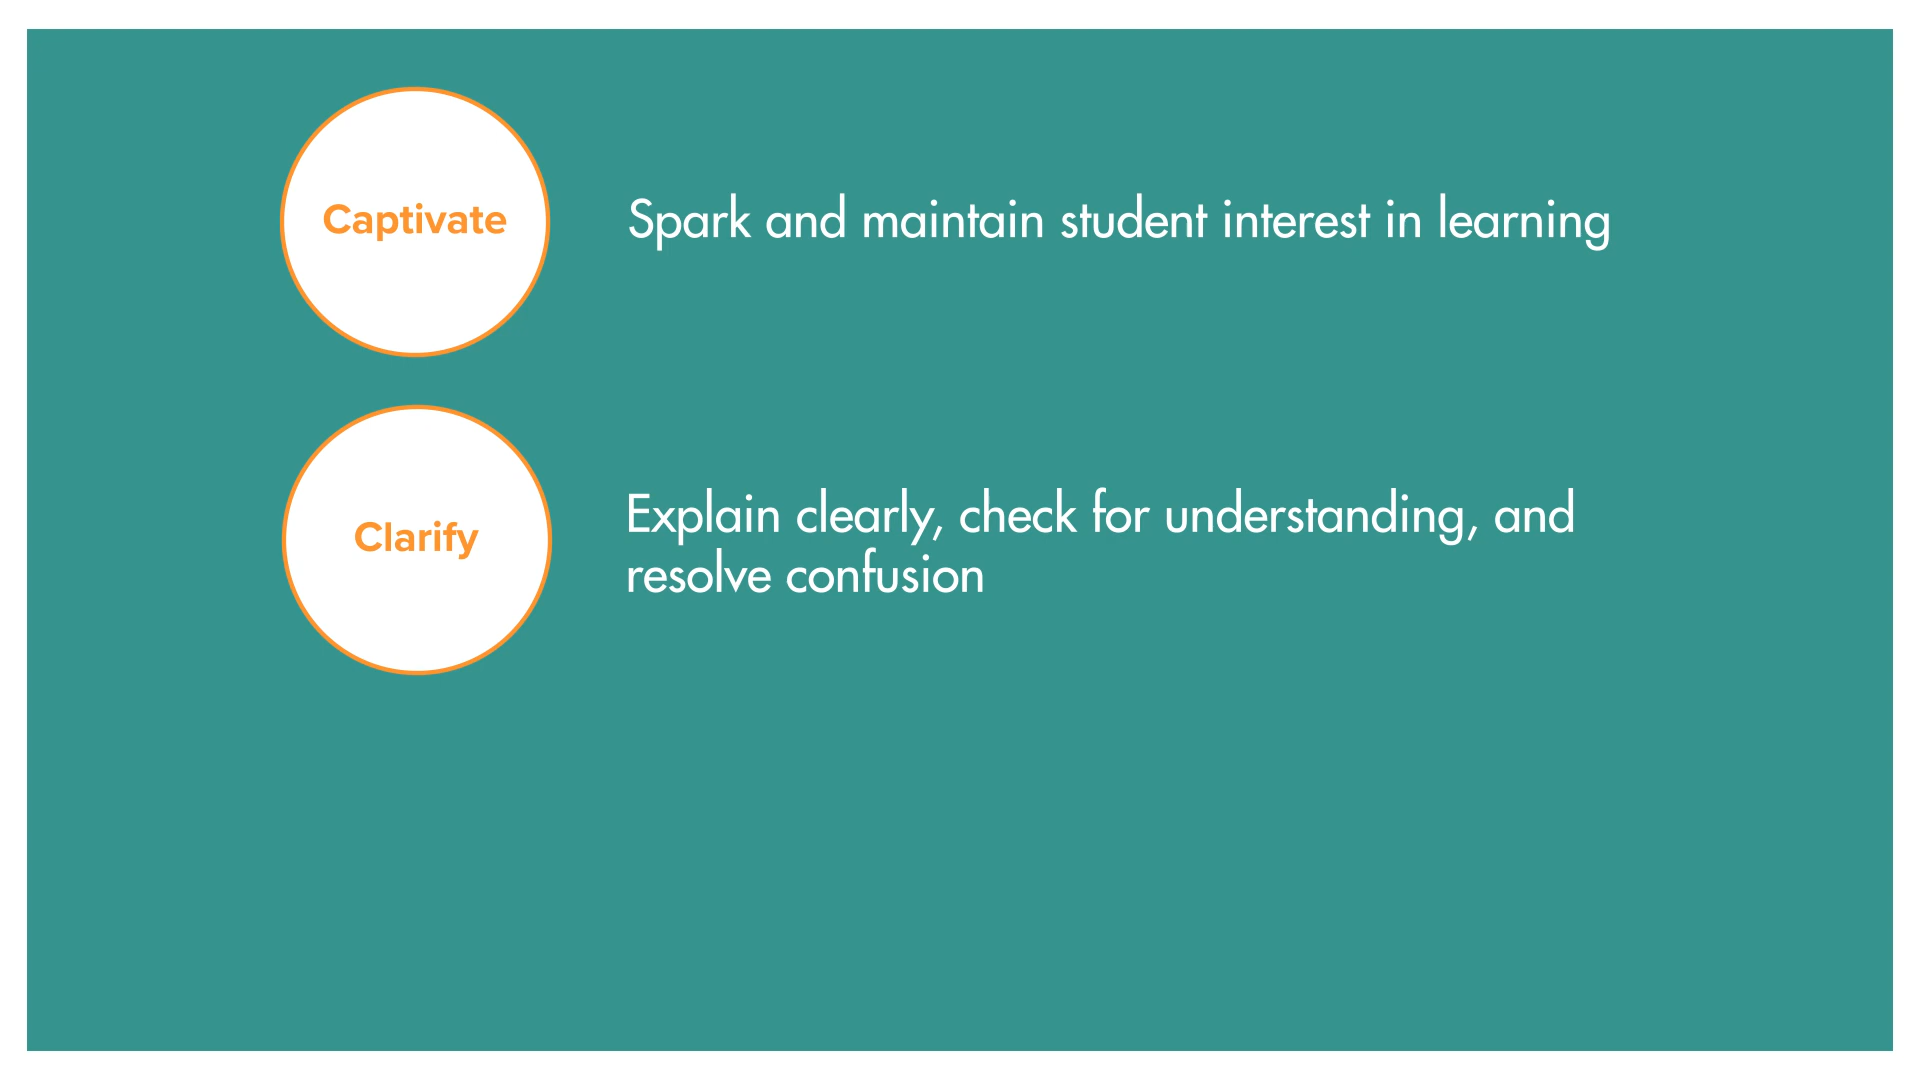 Captivate
Spark and maintain student interest in learning
Clarify
Explain clearly, check for understanding, and
resolve confusion